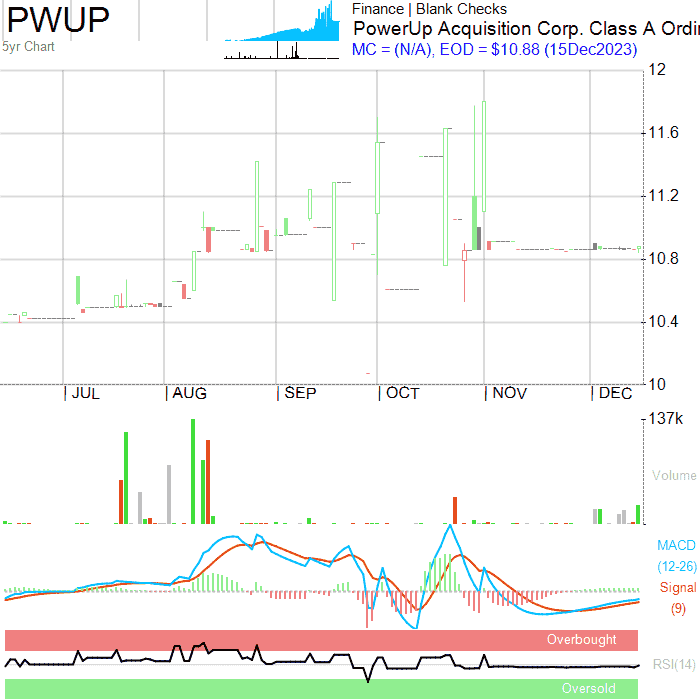 PWUP
5yr Chart
Finance | Blank Checks
PowerUp Acquisition Corp. Class A Ordin
MC = (N/A), EOD = $10.88 (15Dec2023)
12
11.6
11.2
10.8
10.4
10
| JUL | AUG | SEP | OCT | NOV | DEC
137k
Volume
MACD
(12-26)
Signal
(9)
Overbought
RSI(14)
Oversold